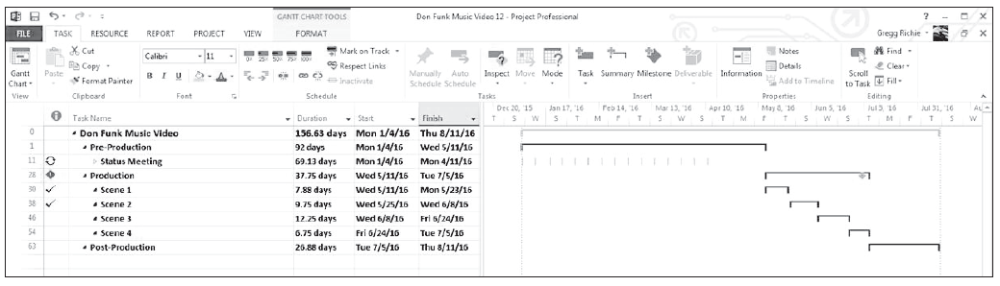 GANTT CHART TOOLS
Don Funk Music Video 12 - Project Professional
FILE TASK RESOURCE REPORT PROJECT VIEW FORMAT
Gregg Richie
Gantt Chart
View
Paste
Cut
Copy
Format Painter
Clipboard
Calibri 11
B I U A
Font
0% 25% 50% 75% 100%
Mark on Track
Respect Links
Inactivate
Schedule
Manually Schedule
Auto Schedule
Inspect
Move
Mode
Tasks
Task
Summary
Milestone
Deliverable
Insert
Information
Notes
Details
Add to Timeline
Properties
Scroll to Task
Find
Clear
Fill
Editing
Task Name Duration Start Finish
Dec 20, '15 Jan 17, '16 Feb 14, '16 Mar 13, '16 Apr 10, '16 May 8, '16 Jun 5, '16 Jul 3, '16 Jul 31, '16 Au
T S W S T M F T S W S T M F T S W S T M F T S W
0 Don Funk Music Video 156.63 days Mon 1/4/16 Thu 8/11/16
1 Pre-Production 92 days Mon 1/4/16 Wed 5/11/16
11 Status Meeting 69.13 days Mon 1/4/16 Mon 4/11/16
28 Production 37.75 days Wed 5/11/16 Tue 7/5/16
30 Scene 1 7.88 days Wed 5/11/16 Mon 5/23/16
38 Scene 2 9.75 days Wed 5/25/16 Wed 6/8/16
46 Scene 3 12.25 days Wed 6/8/16 Fri 6/24/16
54 Scene 4 6.75 days Fri 6/24/16 Tue 7/5/16
63 Post-Production 26.88 days Tue 7/5/16 Thu 8/11/16